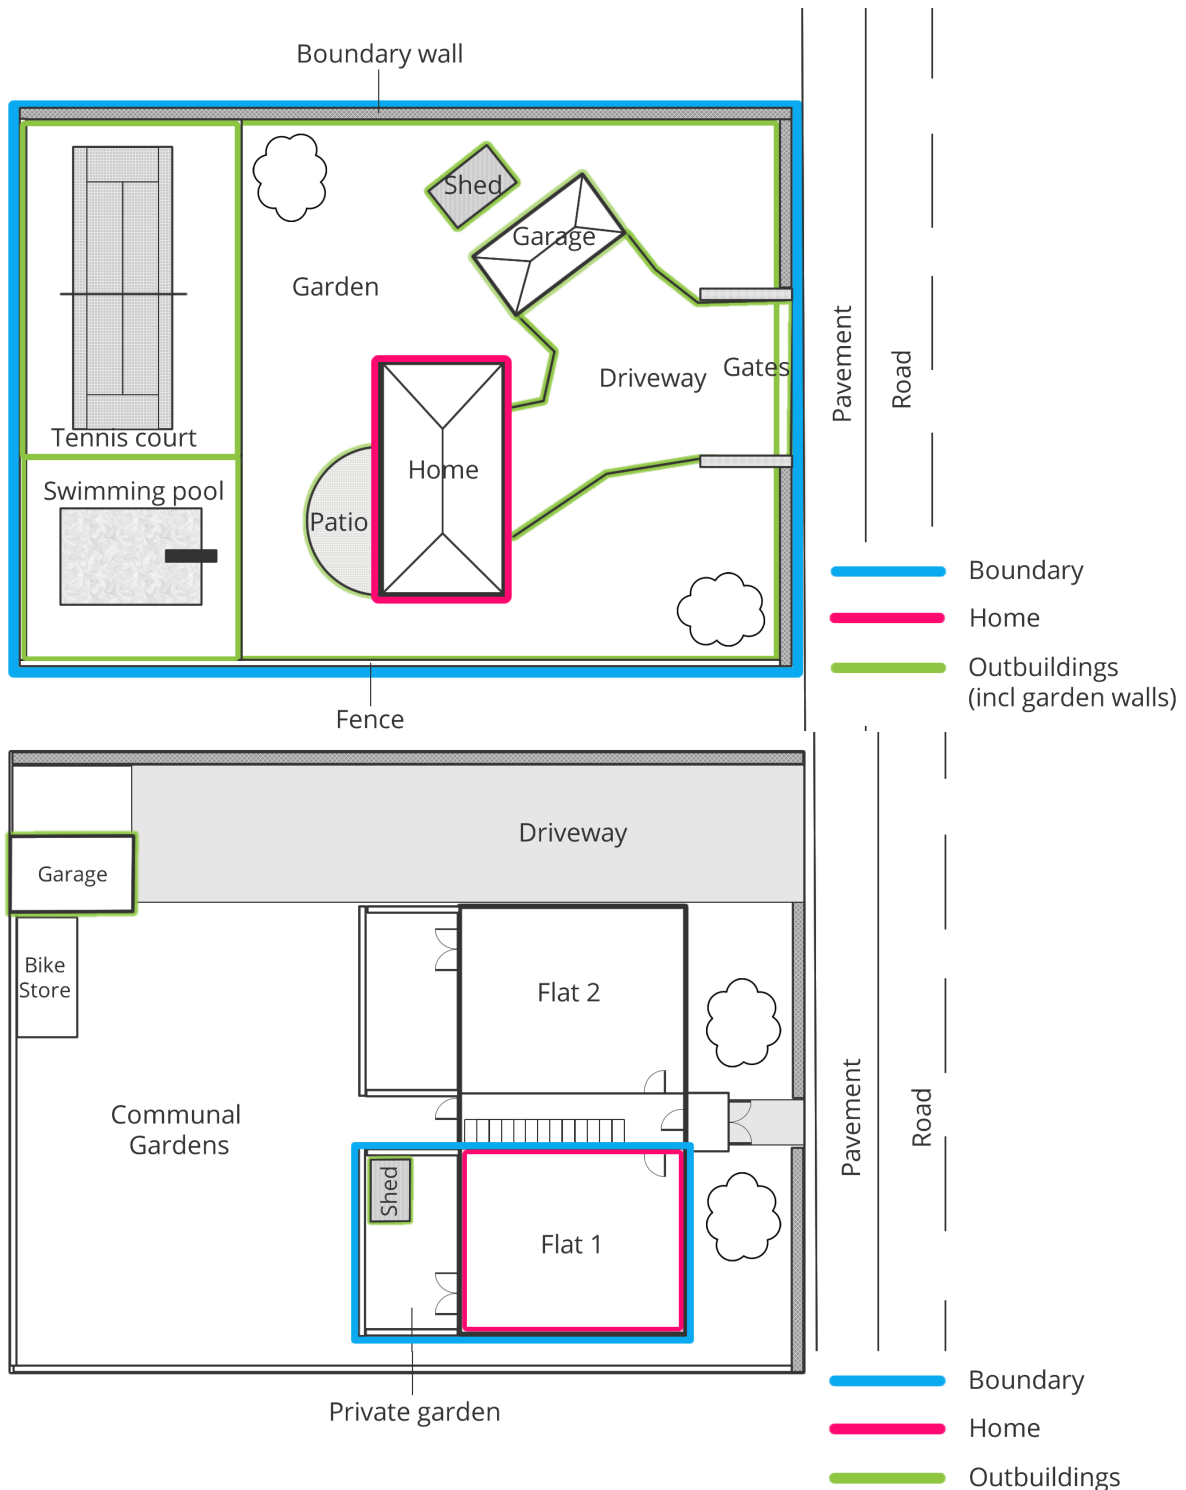 Boundary wall
Shed
Garage
Garden
Gates
Driveway
Pavement
Road
Tennis court
Home
Swimming pool
Patio
Boundary
Home
Outbuildings
(incl garden walls)
Fence
Driveway
Garage
Bike
Store
Flat 2
Communal
Gardens
Pavement
Road
Shed
Flat 1
Private garden
Boundary
Home
Outbuildings